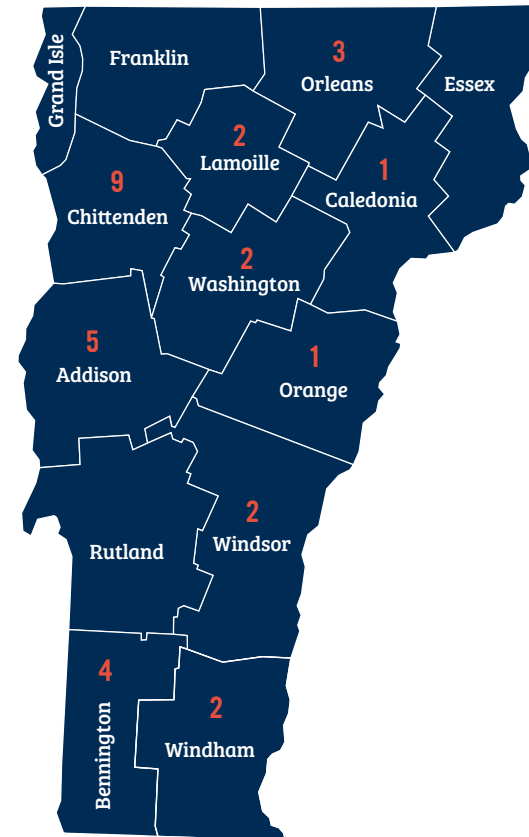 Grand Isle
Franklin
3
Orleans
Essex
2
Lamoille
1
Caledonia
9
Chittenden
2
Washington
5
Addison
1
Orange
2
Windsor
Rutland
4
Bennington
2
Windham